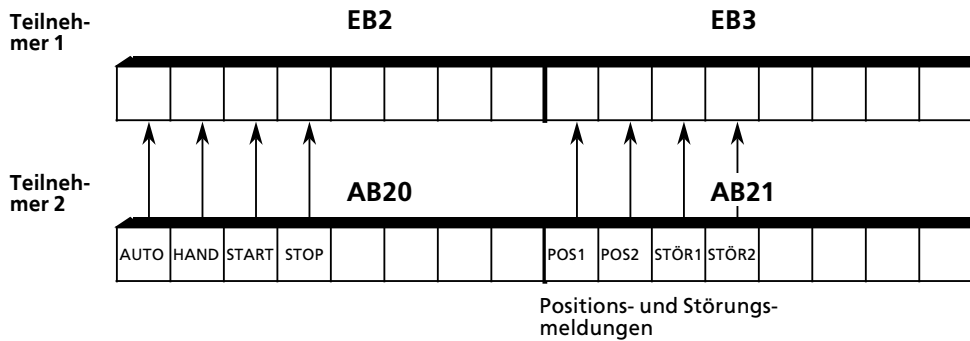 Teilneh-
mer 1
EB2
EB3
Teilneh-
mer 2
AB20
AB21
AUTO HAND START STOP POS1 POS2 STÖR1 STÖR2
Positions- und Störungs-
meldungen